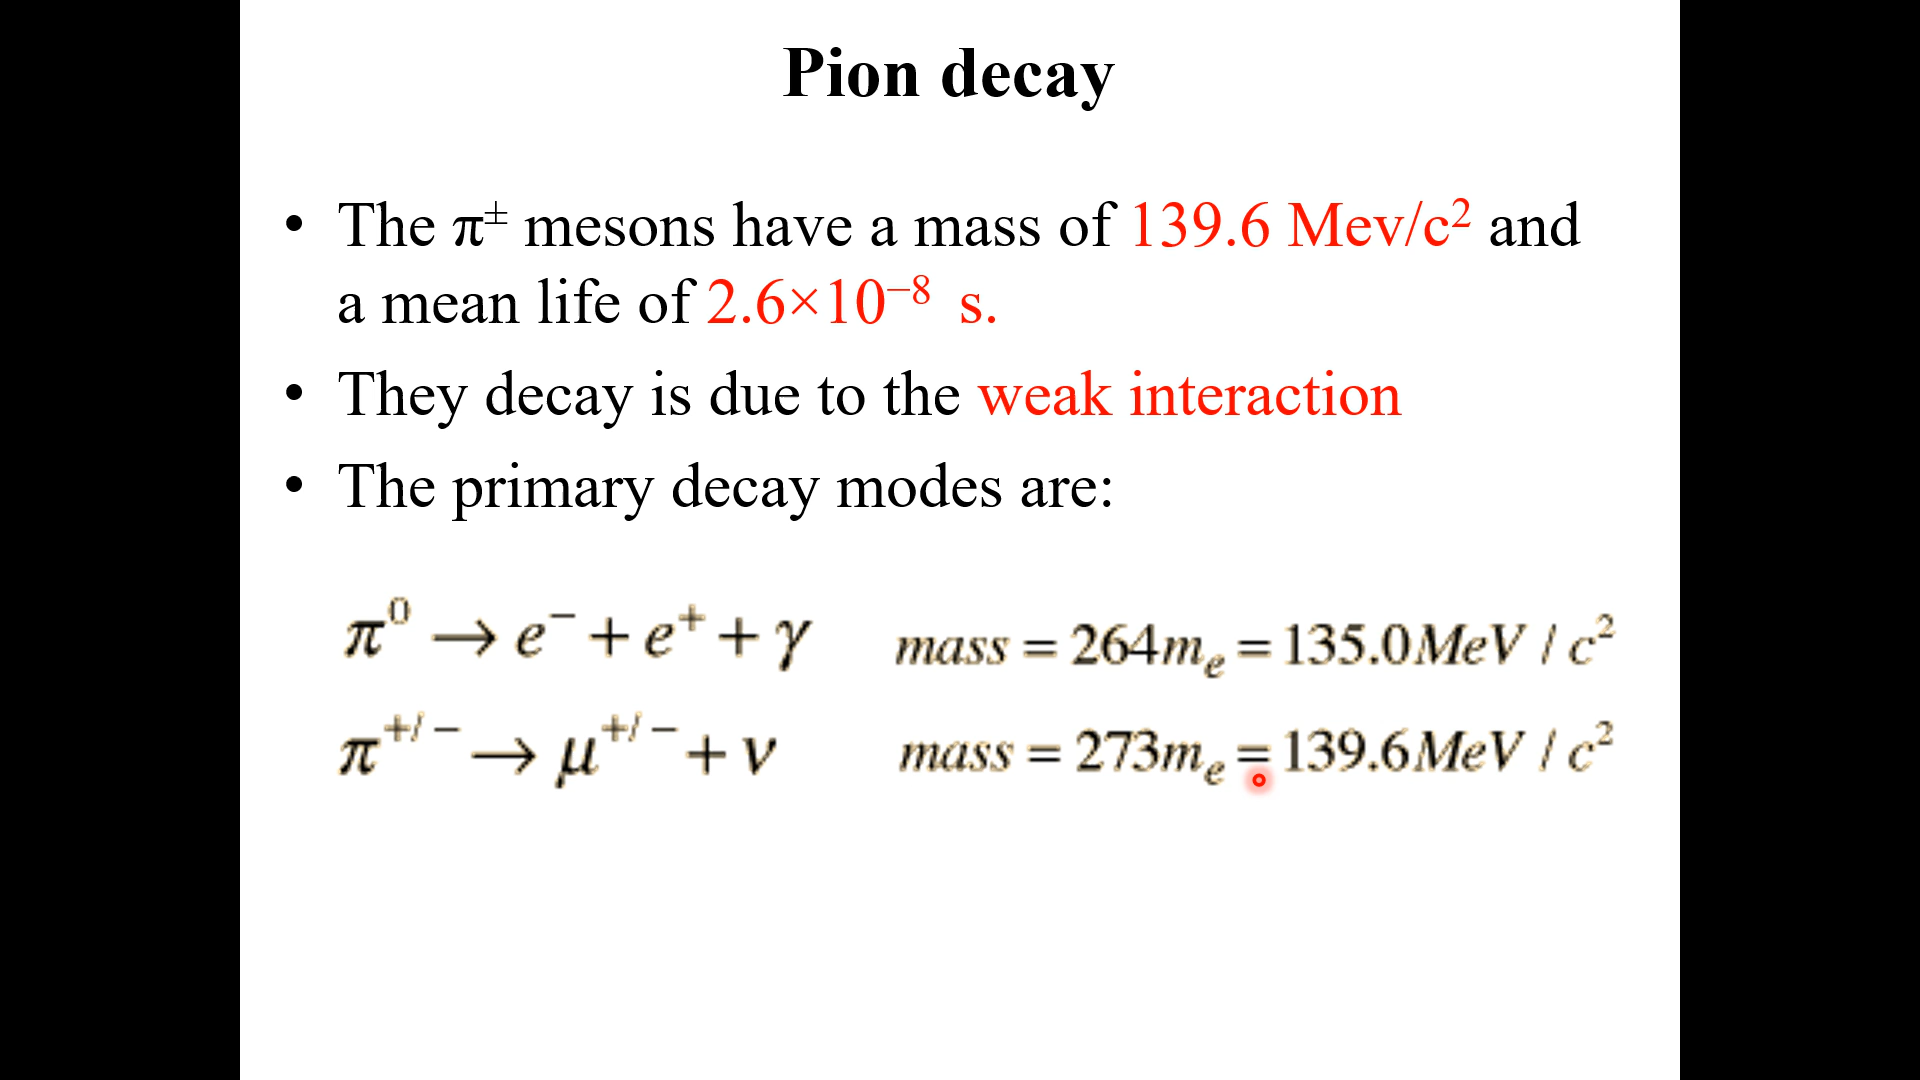 Pion decay
• The π± mesons have a mass of 139.6 Mev/c² and
a mean life of 2.6×10⁻⁸ s.
• They decay is due to the weak interaction
• The primary decay modes are:
π⁰ → e⁻ + e⁺ + γ mass = 264mₑ = 135.0MeV / c²
π⁺/⁻ → μ⁺/⁻ + ν mass = 273mₑ = 139.6MeV / c²